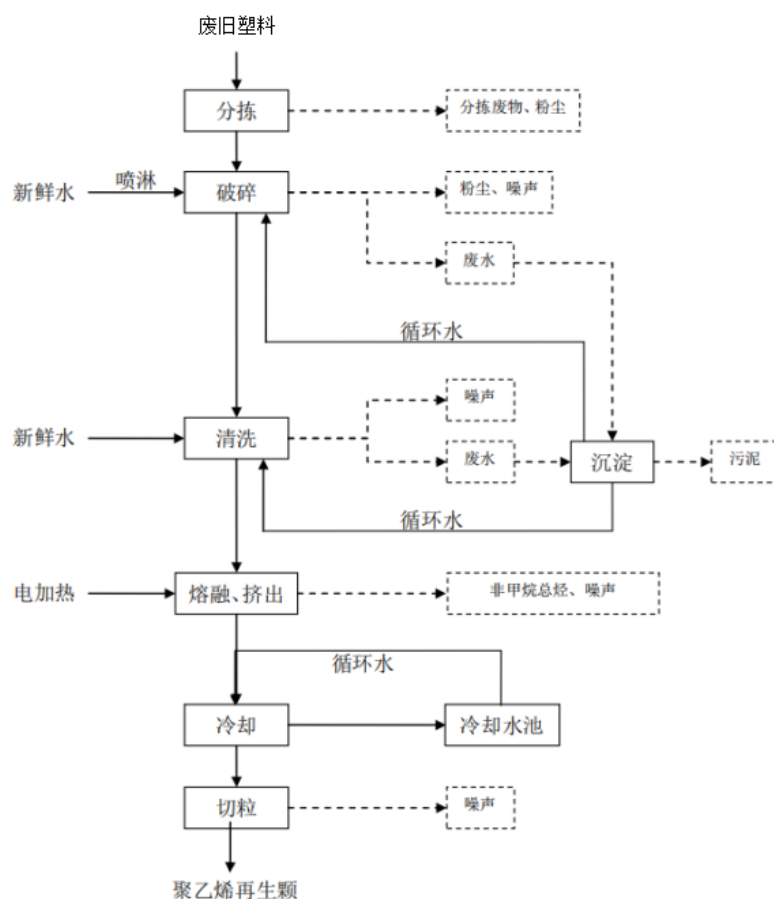 废旧塑料
分拣
分拣废物、粉尘
新鲜水
喷淋
破碎
粉尘、噪声
废水
循环水
噪声
新鲜水
清洗
废水
沉淀
污泥
循环水
电加热
熔融、挤出
非甲烷总烃、噪声
循环水
冷却
冷却水池
切粒
噪声
聚乙烯再生颗